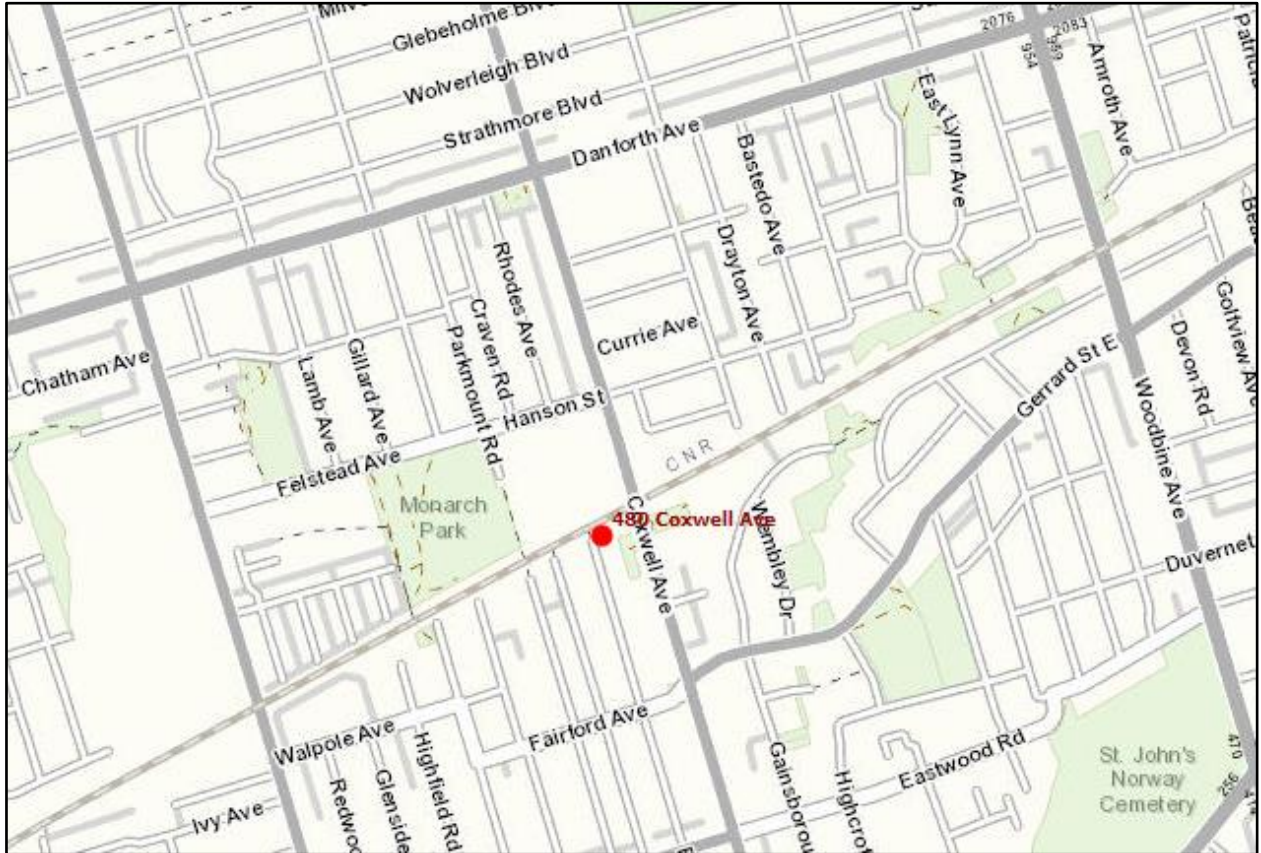 Glebeholme Blvd
Wolverleigh Blvd
Strathmore Blvd
Danforth Ave
2076
2083
954
959
Amroth Ave
East Lynn Ave
Bastedo Ave
Drayton Ave
Rhodes Ave
Craven Rd
Parkmount Rd
Currie Ave
Chatham Ave
Lamb Ave
Gillard Ave
Hanson St
Felstead Ave
Monarch
Park
CNR
480 Coxwell Ave
Coxwell Ave
Wembley Dr
Gerrard St E
Woodbine Ave
Devon Rd
Golfview Ave
Duvernet
Fairford Ave
Walpole Ave
Highfield Rd
Glenside
Redwoo
Ivy Ave
Gainsborou
Highcroft
Eastwood Rd
St. John's
Norway
Cemetery
470
256